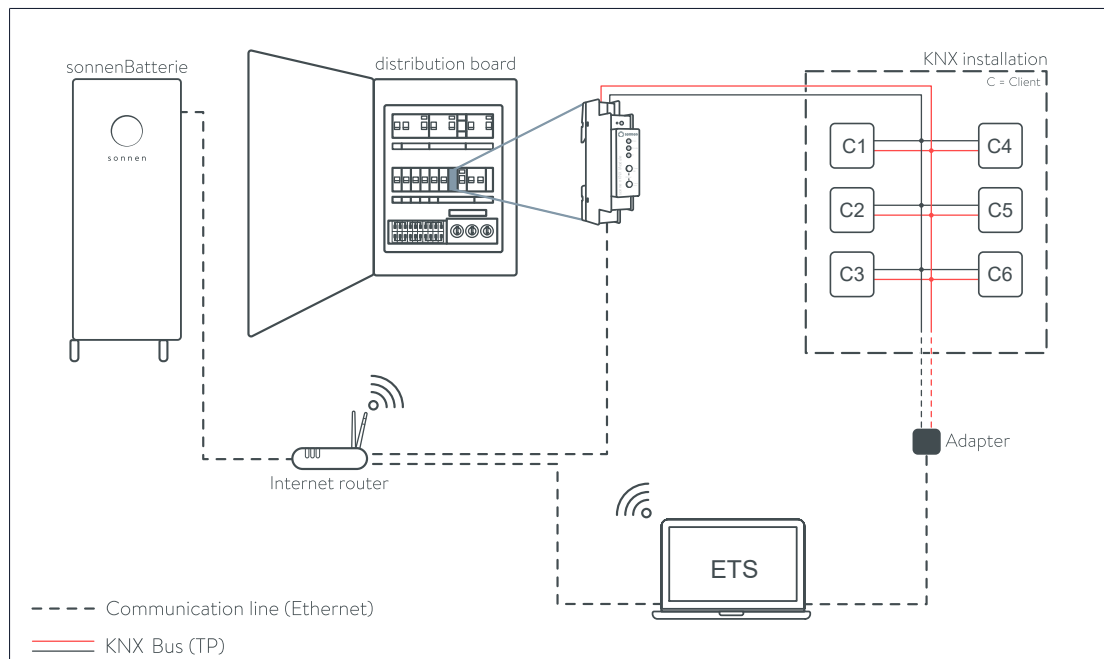 sonnenBatterie
distribution board
KNX installation
C = Client
sonnen
sonnen
C1
C4
C2
C5
C3
C6
Adapter
Internet router
ETS
Communication line (Ethernet)
KNX Bus (TP)